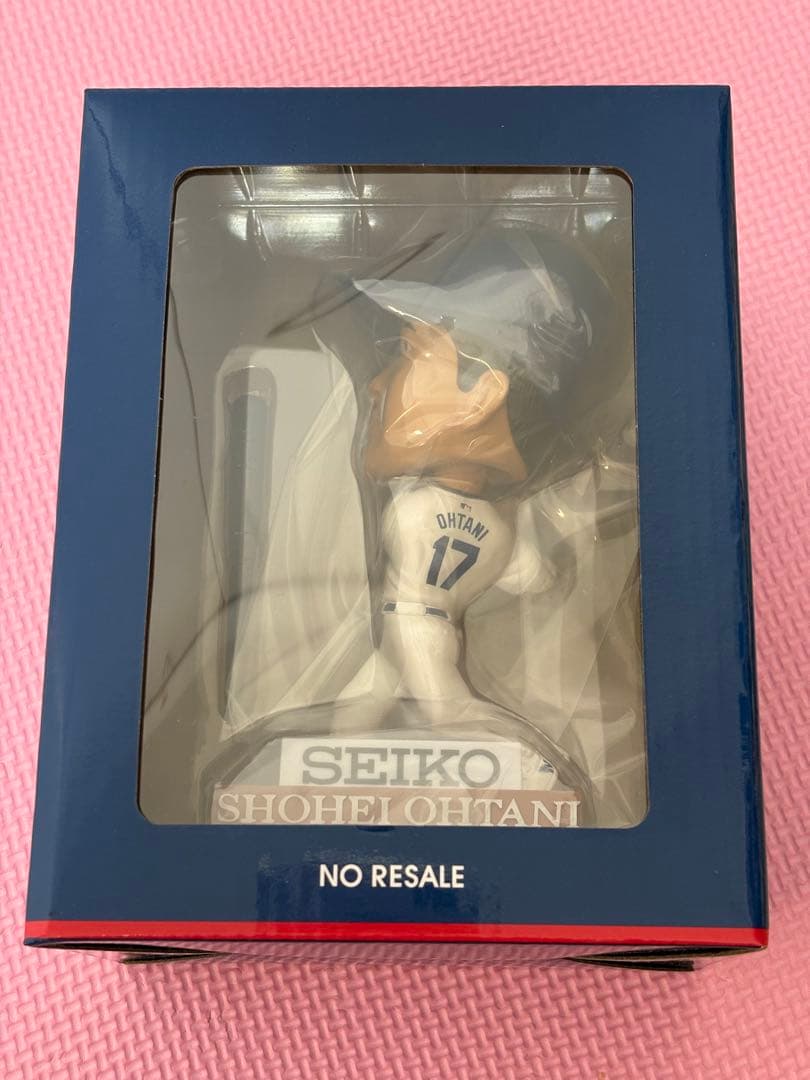 OHTANI
17
SEIKO
SHOHEI OHTANI
NO RESALE